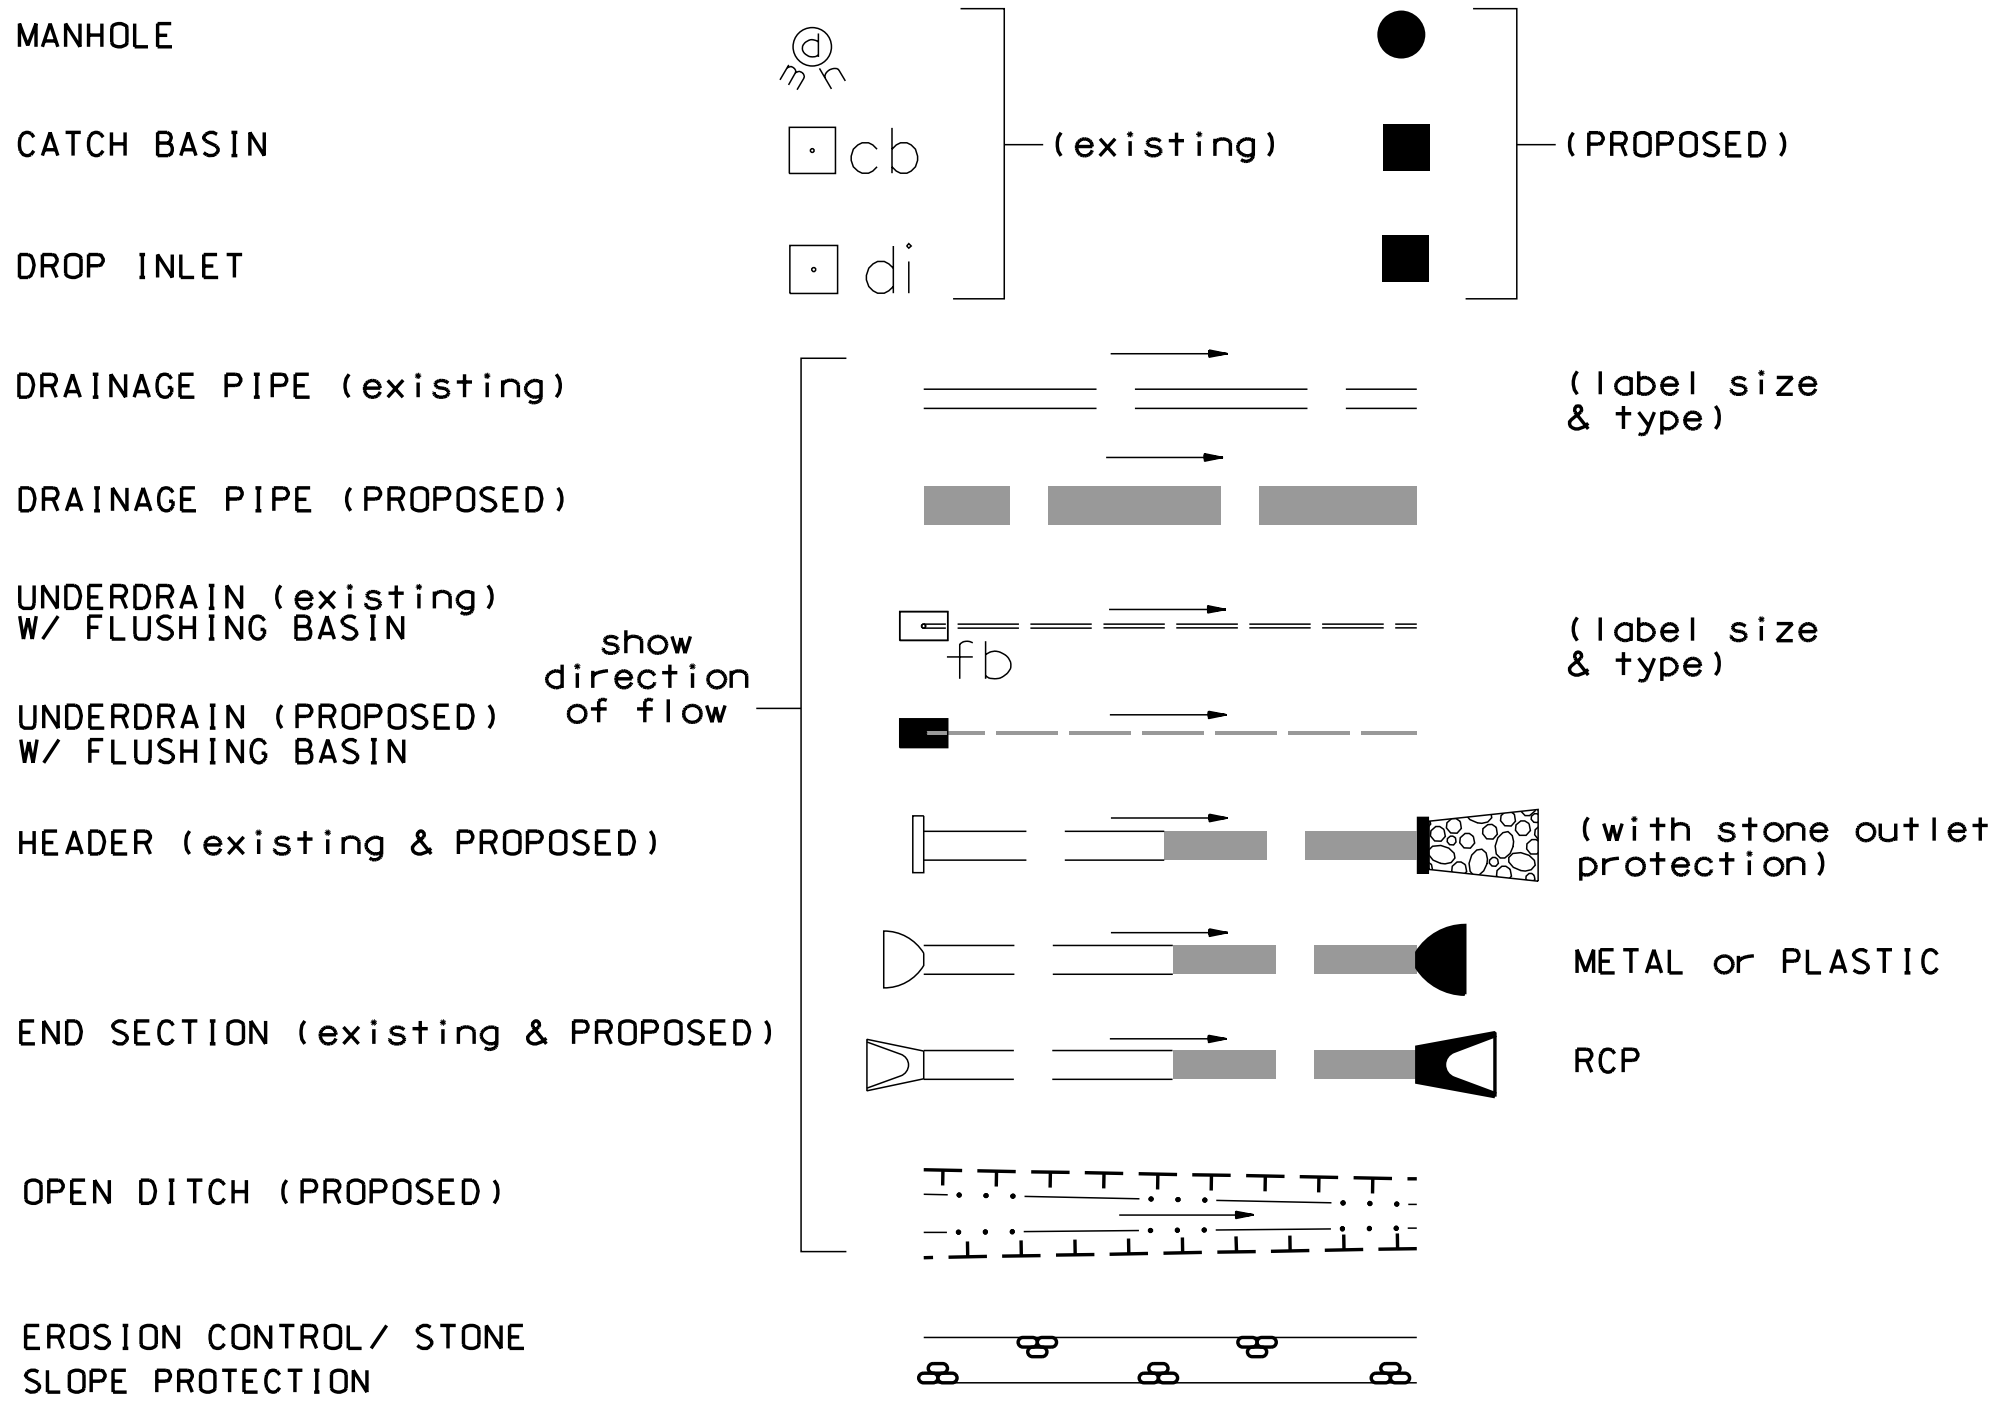 MANHOLE
d
m h
CATCH BASIN
cb
(existing)
(PROPOSED)
DROP INLET
di
DRAINAGE PIPE (existing)
(label size
& type)
DRAINAGE PIPE (PROPOSED)
UNDERDRAIN (existing)
W/ FLUSHING BASIN
fb
(label size
& type)
show
direction
of flow
UNDERDRAIN (PROPOSED)
W/ FLUSHING BASIN
HEADER (existing & PROPOSED)
(with stone outlet
protection)
METAL or PLASTIC
END SECTION (existing & PROPOSED)
RCP
OPEN DITCH (PROPOSED)
EROSION CONTROL/ STONE
SLOPE PROTECTION